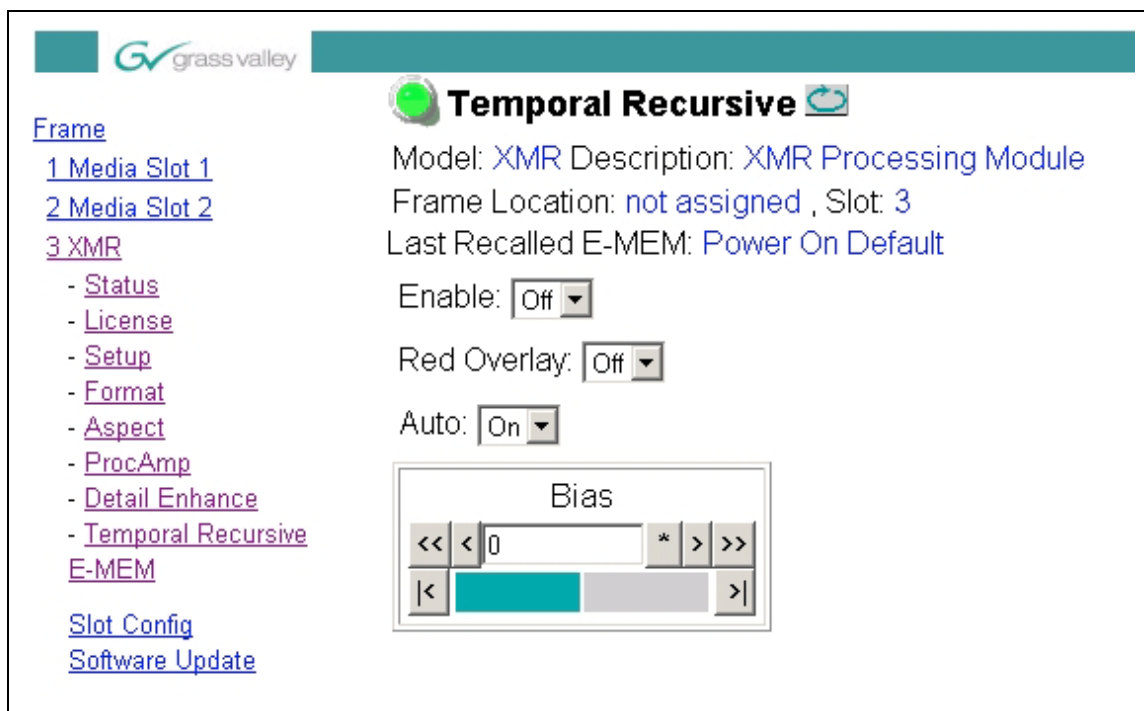 grass valley
Frame
1 Media Slot 1
2 Media Slot 2
3 XMR
- Status
- License
- Setup
- Format
- Aspect
- ProcAmp
- Detail Enhance
- Temporal Recursive
E-MEM
Slot Config
Software Update
Temporal Recursive
Model: XMR Description: XMR Processing Module
Frame Location: not assigned , Slot: 3
Last Recalled E-MEM: Power On Default
Enable: Off
Red Overlay: Off
Auto: On
Bias
<< < 0 * > >>
|< >|